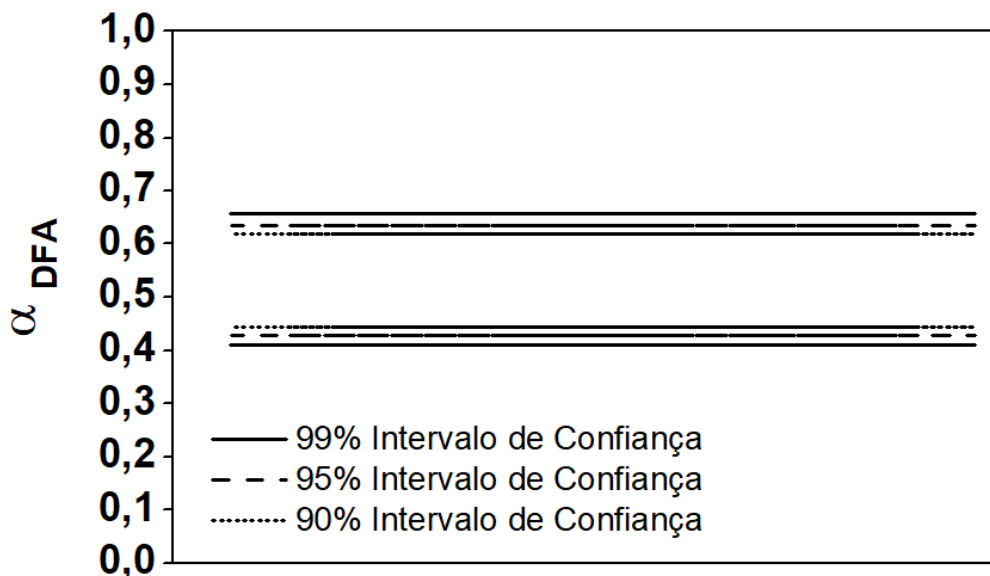 1,0
0,9
0,8
0,7
0,6
0,5
0,4
0,3
0,2
0,1
0,0
α DFA
99% Intervalo de Confiança
95% Intervalo de Confiança
90% Intervalo de Confiança